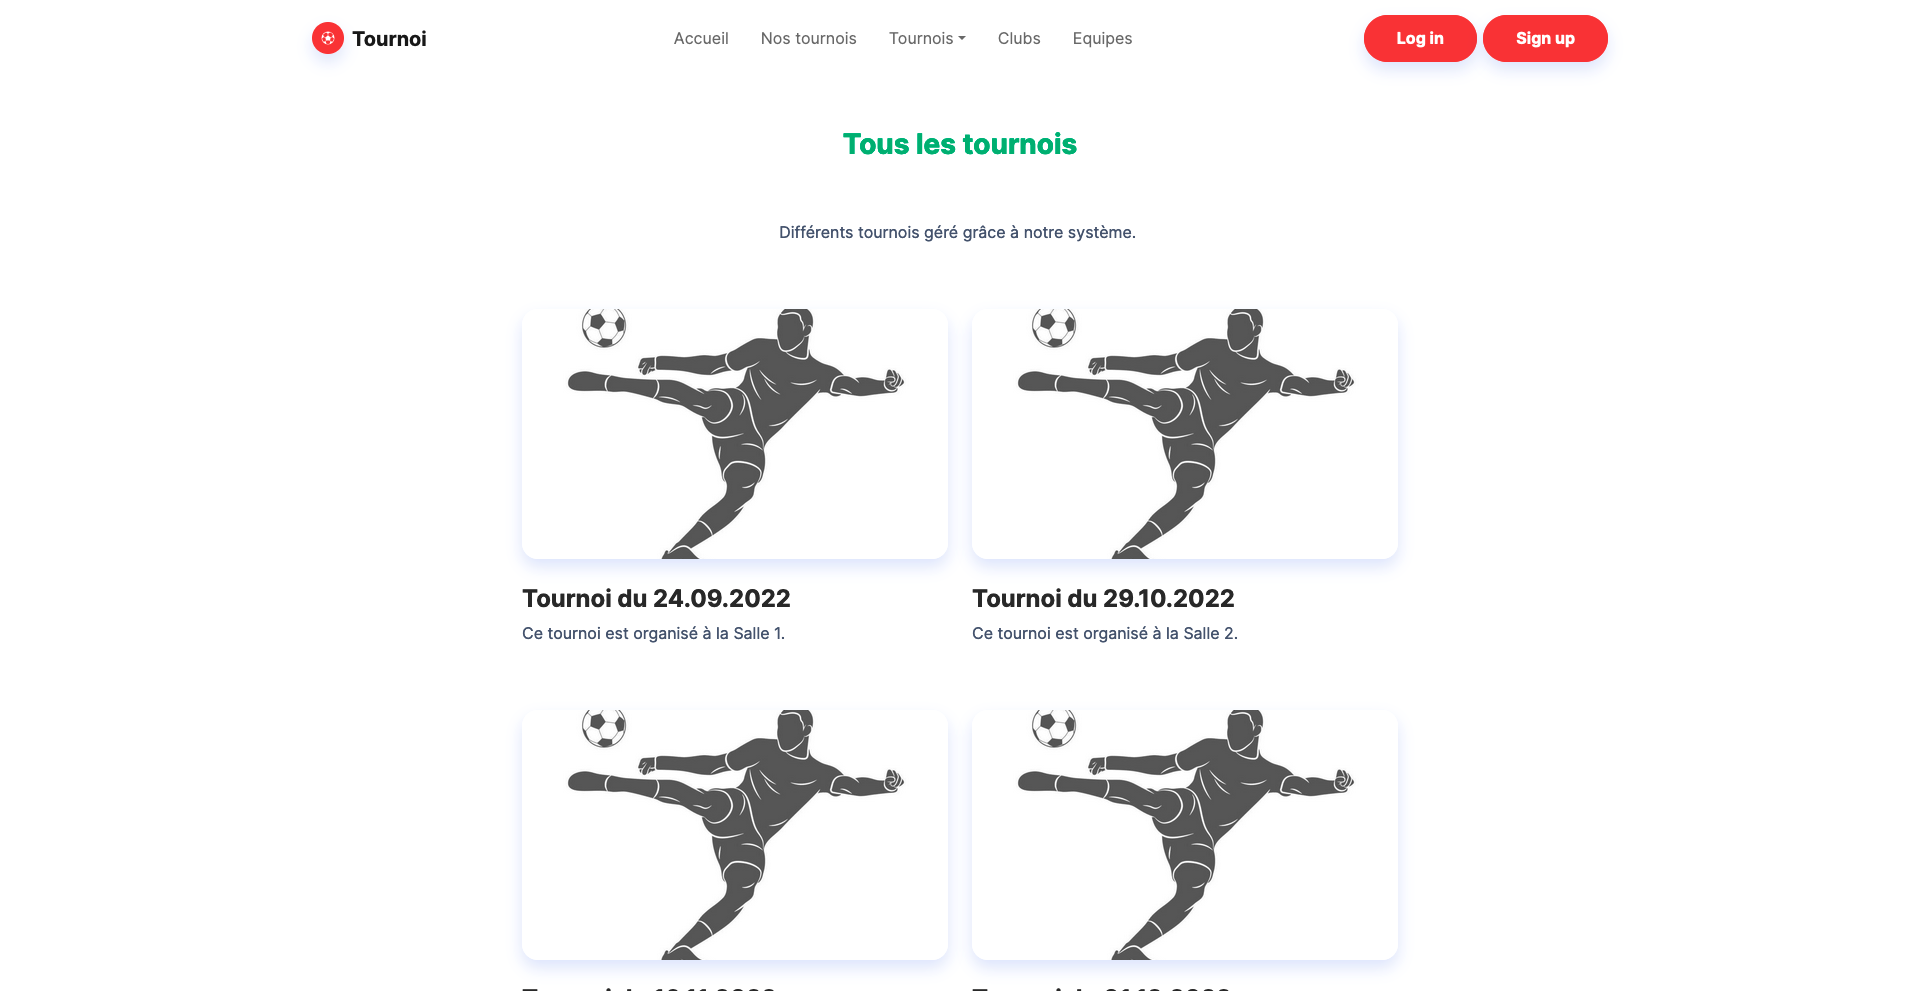 Tournoi
Accueil
Nos tournois
Tournois
Clubs
Equipes
Log in
Sign up
Tous les tournois
Différents tournois géré grâce à notre système.
Tournoi du 24.09.2022
Tournoi du 29.10.2022
Ce tournoi est organisé à la Salle 1.
Ce tournoi est organisé à la Salle 2.